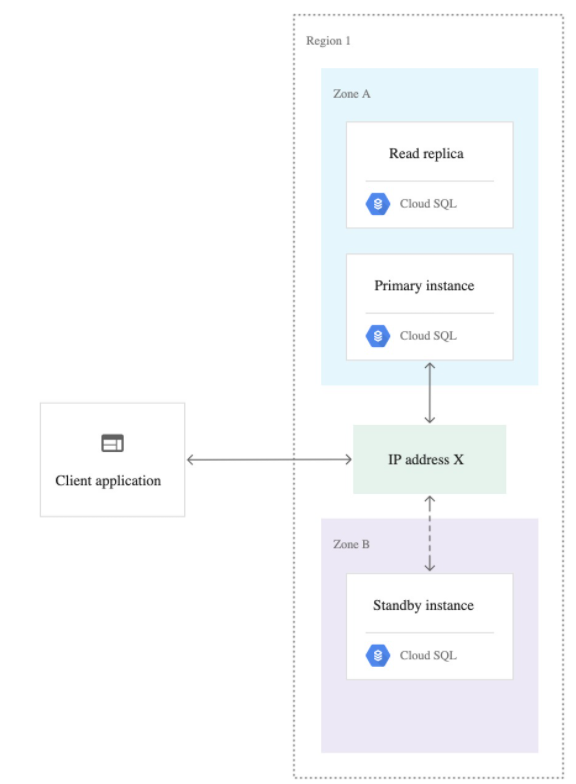 Region 1
Zone A
Read replica
Cloud SQL
Primary instance
Cloud SQL
Client application
IP address X
Zone B
Standby instance
Cloud SQL